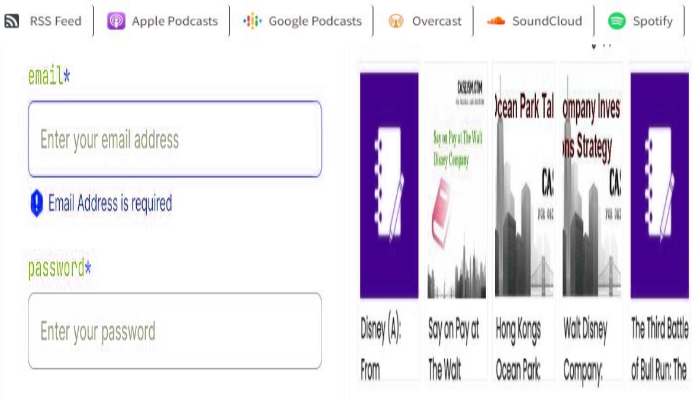 RSS Feed Apple Podcasts Google Podcasts Overcast SoundCloud Spotify
email*
Enter your email address
Email Address is required
password*
Enter your password
CASEISM.COM
Say on Pay at The Walt
Disney Company
Ocean Park Tal
ompany Inves
ns Strategy
CA
CA
Disney (A):
From
Say on Pay at
The Walt
Hong Kongs
Ocean Park:
Walt Disney
Company:
The Third Battle
of Bull Run: The